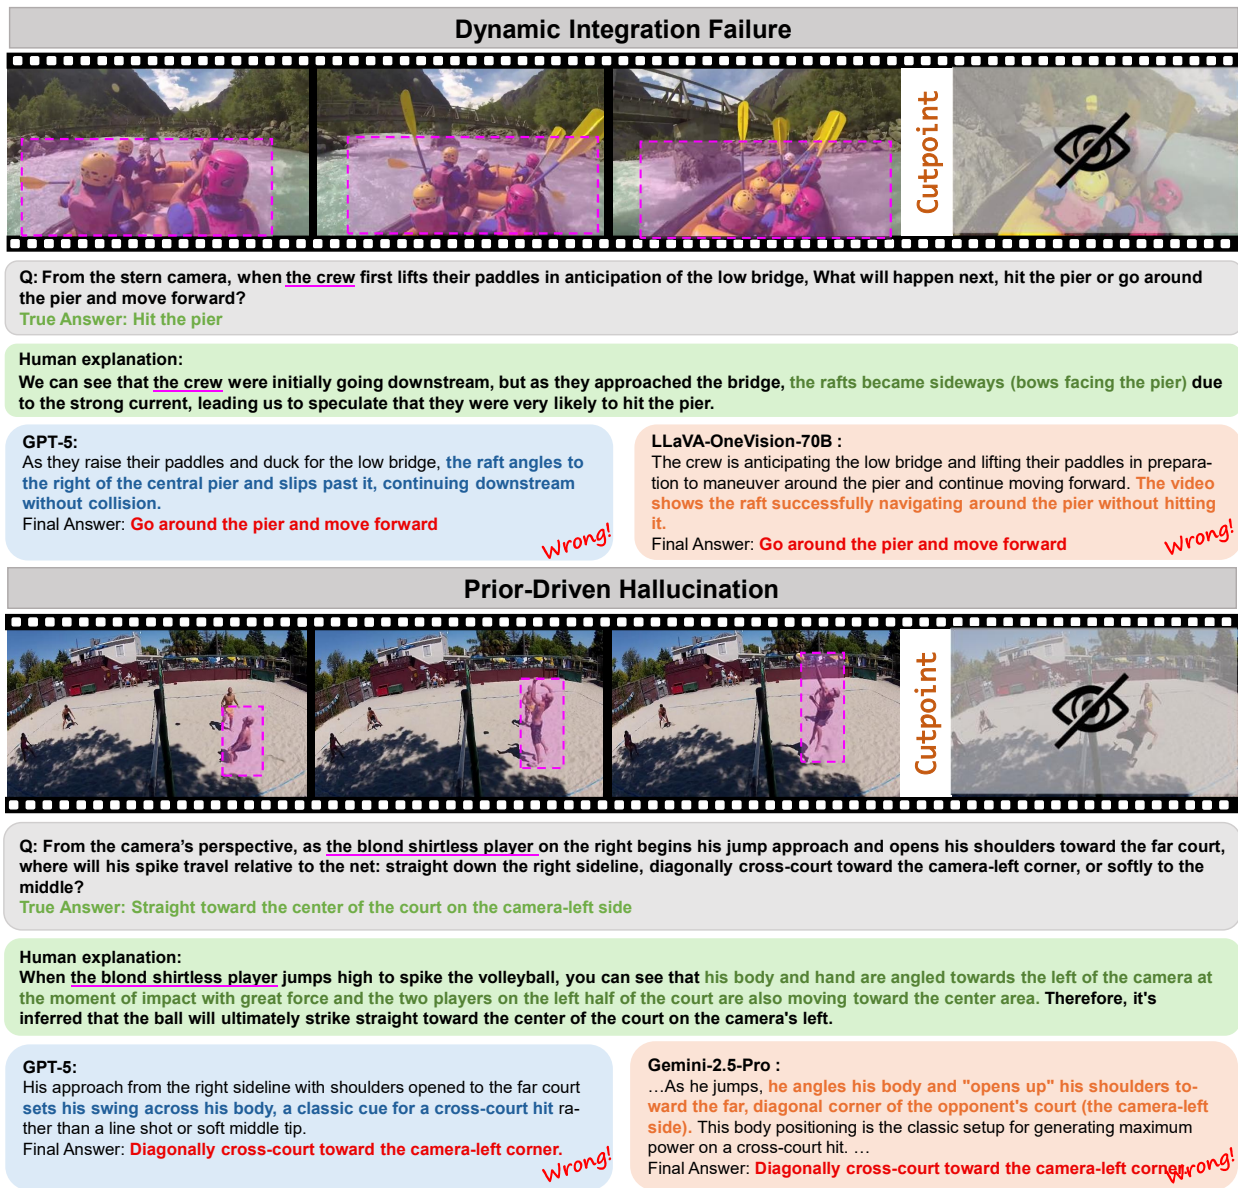 Dynamic Integration Failure
Cutpoint
Q: From the stern camera, when the crew first lifts their paddles in anticipation of the low bridge, What will happen next, hit the pier or go around
the pier and move forward?
True Answer: Hit the pier
Human explanation:
We can see that the crew were initially going downstream, but as they approached the bridge, the rafts became sideways (bows facing the pier) due
to the strong current, leading us to speculate that they were very likely to hit the pier.
GPT-5:
As they raise their paddles and duck for the low bridge, the raft angles to
the right of the central pier and slips past it, continuing downstream
without collision.
Final Answer: Go around the pier and move forward
Wrong!
LLaVA-OneVision-70B :
The crew is anticipating the low bridge and lifting their paddles in prepara-
tion to maneuver around the pier and continue moving forward. The video
shows the raft successfully navigating around the pier without hitting
it.
Final Answer: Go around the pier and move forward
Wrong!
Prior-Driven Hallucination
Cutpoint
Q: From the camera's perspective, as the blond shirtless player on the right begins his jump approach and opens his shoulders toward the far court,
where will his spike travel relative to the net: straight down the right sideline, diagonally cross-court toward the camera-left corner, or softly to the
middle?
True Answer: Straight toward the center of the court on the camera-left side
Human explanation:
When the blond shirtless player jumps high to spike the volleyball, you can see that his body and hand are angled towards the left of the camera at
the moment of impact with great force and the two players on the left half of the court are also moving toward the center area. Therefore, it's
inferred that the ball will ultimately strike straight toward the center of the court on the camera's left.
GPT-5:
His approach from the right sideline with shoulders opened to the far court
sets his swing across his body, a classic cue for a cross-court hit ra-
ther than a line shot or soft middle tip.
Final Answer: Diagonally cross-court toward the camera-left corner.
Wrong!
Gemini-2.5-Pro :
…As he jumps, he angles his body and "opens up" his shoulders to-
ward the far, diagonal corner of the opponent's court (the camera-left
side). This body positioning is the classic setup for generating maximum
power on a cross-court hit. …
Final Answer: Diagonally cross-court toward the camera-left corner.
Wrong!